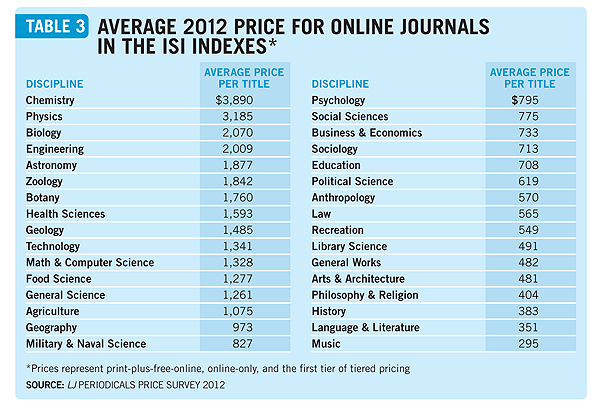 TABLE 3 AVERAGE 2012 PRICE FOR ONLINE JOURNALS
IN THE ISI INDEXES*
DISCIPLINE AVERAGE PRICE PER TITLE
Chemistry $3,890
Physics 3,185
Biology 2,070
Engineering 2,009
Astronomy 1,877
Zoology 1,842
Botany 1,760
Health Sciences 1,593
Geology 1,485
Technology 1,341
Math & Computer Science 1,328
Food Science 1,277
General Science 1,261
Agriculture 1,075
Geography 973
Military & Naval Science 827
DISCIPLINE AVERAGE PRICE PER TITLE
Psychology $795
Social Sciences 775
Business & Economics 733
Sociology 713
Education 708
Political Science 619
Anthropology 570
Law 565
Recreation 549
Library Science 491
General Works 482
Arts & Architecture 481
Philosophy & Religion 404
History 383
Language & Literature 351
Music 295
*Prices represent print-plus-free-online, online-only, and the first tier of tiered pricing
SOURCE: LJ PERIODICALS PRICE SURVEY 2012